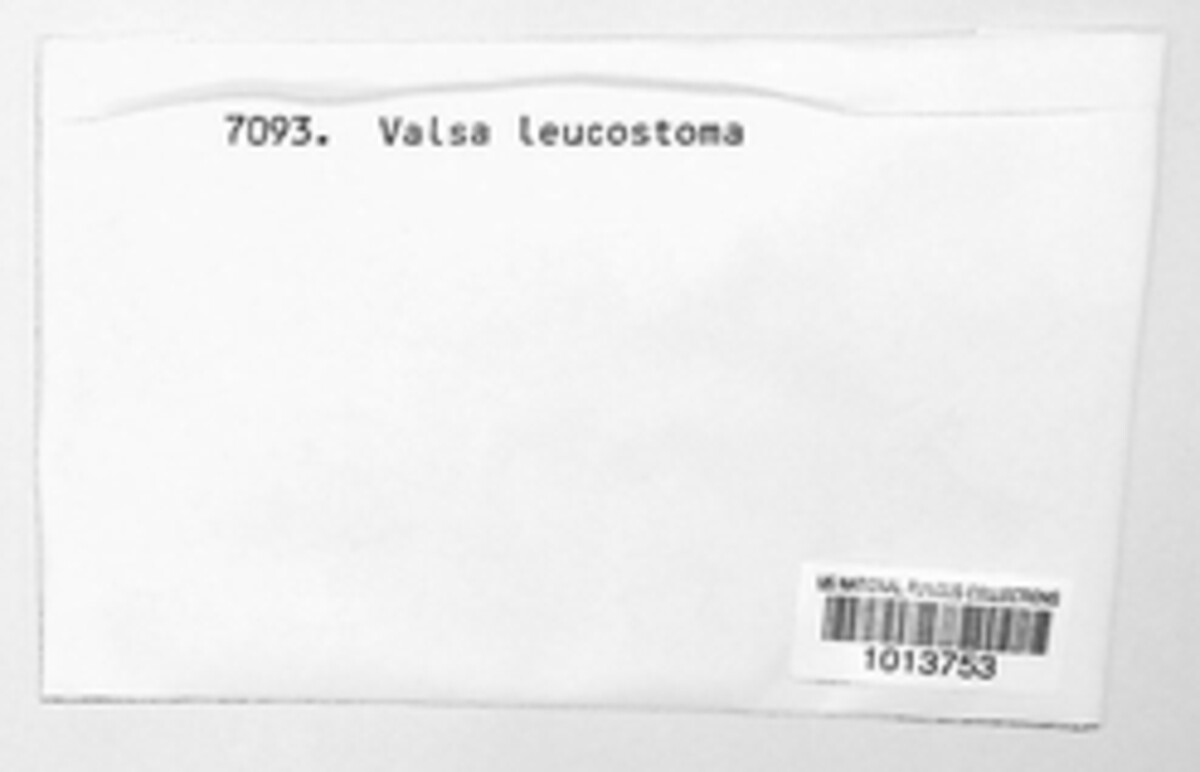 7093. Valsa leucostoma
US NATIONAL FUNGUS COLLECTIONS
1013753